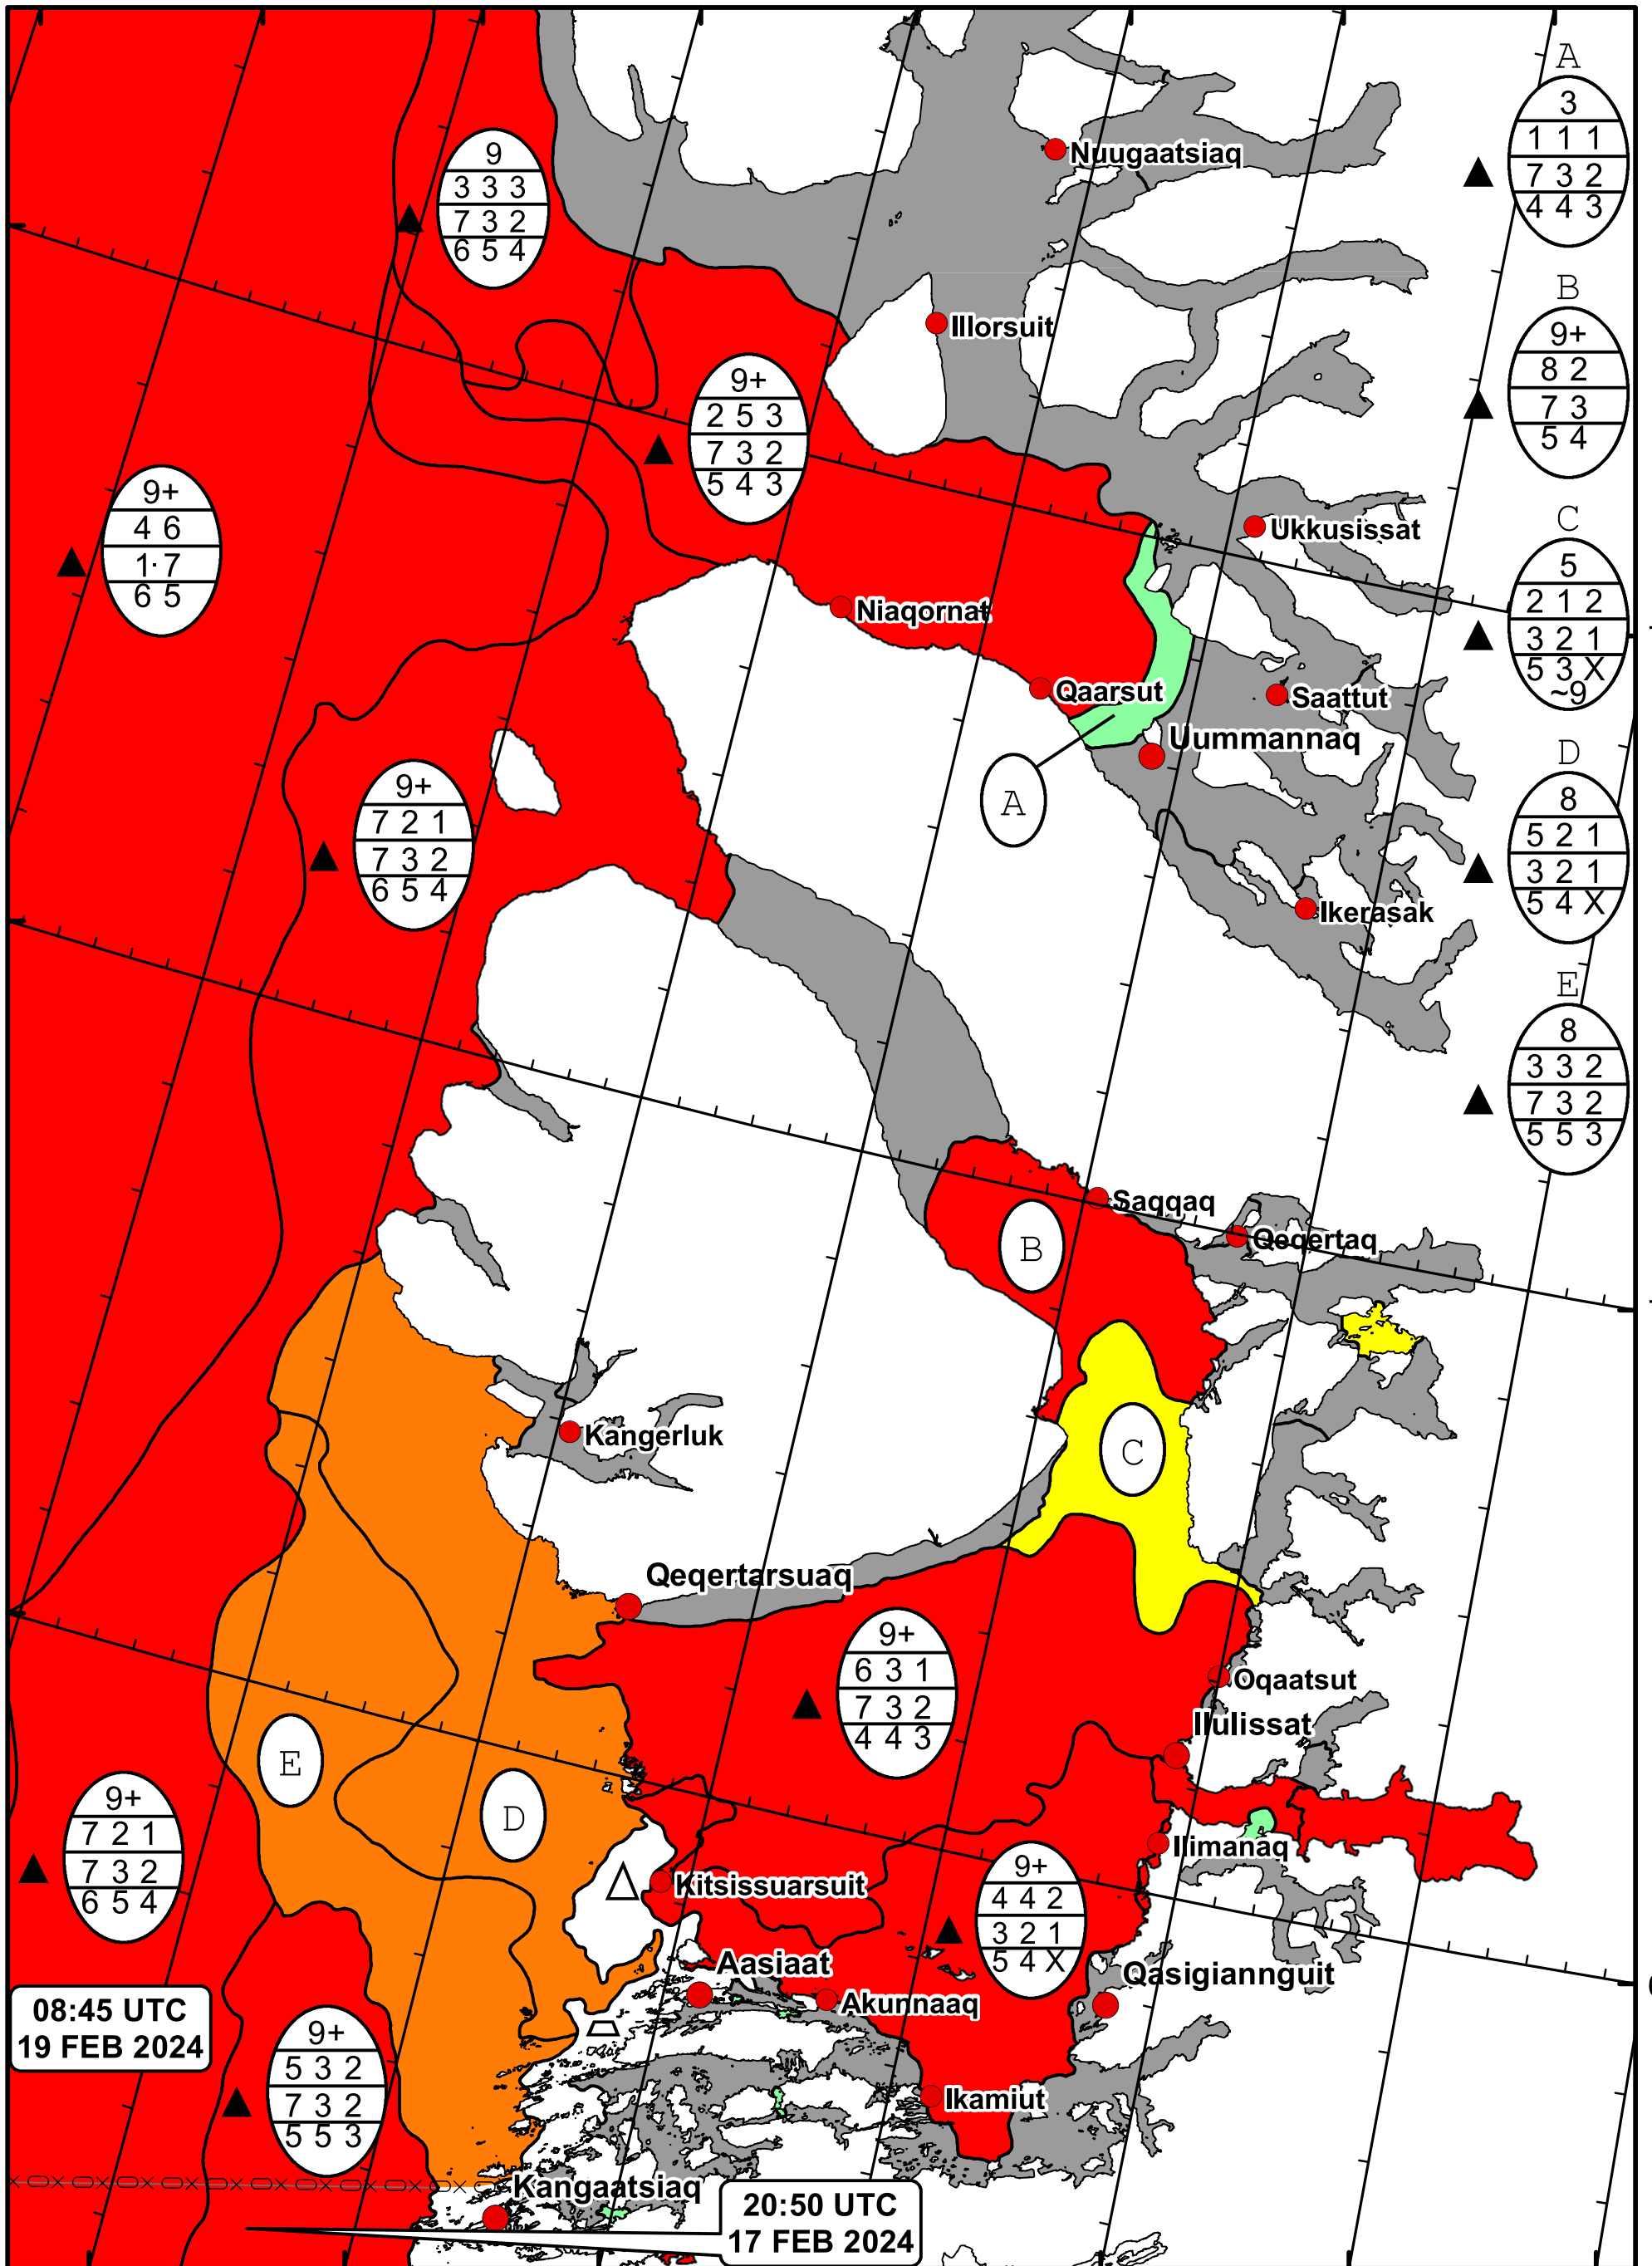 A
3
1 1 1
7 3 2
4 4 3
Nuugaatsiaq
9
3 3 3
7 3 2
6 5 4
B
9+
8 2
7 3
5 4
Illorsuit
9+
2 5 3
7 3 2
5 4 3
9+
4 6
1· 7
6 5
Ukkusissat
C
5
2 1 2
3 2 1
5 3 X
~9
Niaqornat
Qaarsut
Saattut
Uummannaq
A
D
8
5 2 1
3 2 1
5 4 X
9+
7 2 1
7 3 2
6 5 4
Ikerasak
E
8
3 3 2
7 3 2
5 5 3
Saqqaq
Qeqertaq
B
Kangerluk
C
Qeqertarsuaq
9+
6 3 1
7 3 2
4 4 3
Oqaatsut
Ilulissat
E
D
9+
7 2 1
7 3 2
6 5 4
Ilimanaq
Kitsissuarsuit
9+
4 4 2
3 2 1
5 4 X
Aasiaat
Akunnaaq
Qasigiannguit
08:45 UTC
19 FEB 2024
9+
5 3 2
7 3 2
5 5 3
Ikamiut
Kangaatsiaq
20:50 UTC
17 FEB 2024